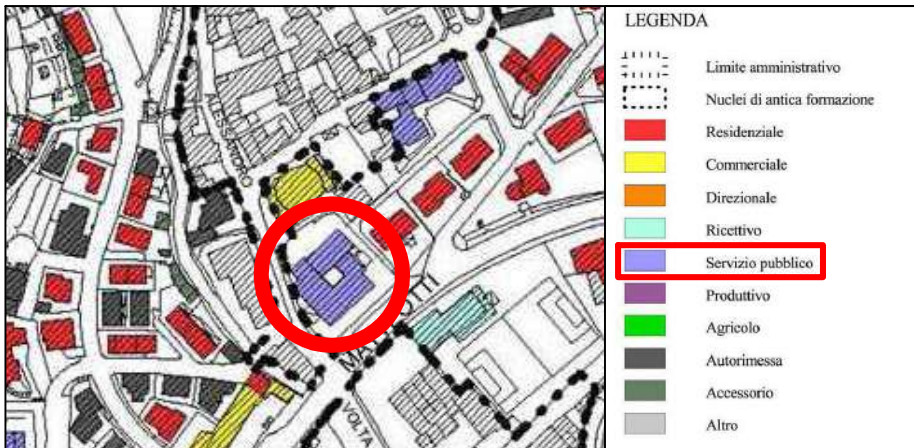 LEGENDA
Limite amministrativo
Nuclei di antica formazione
Residenziale
Commerciale
Direzionale
Ricettivo
Servizio pubblico
Produttivo
Agricolo
Autorimessa
Accessorio
Altro
VOLTA